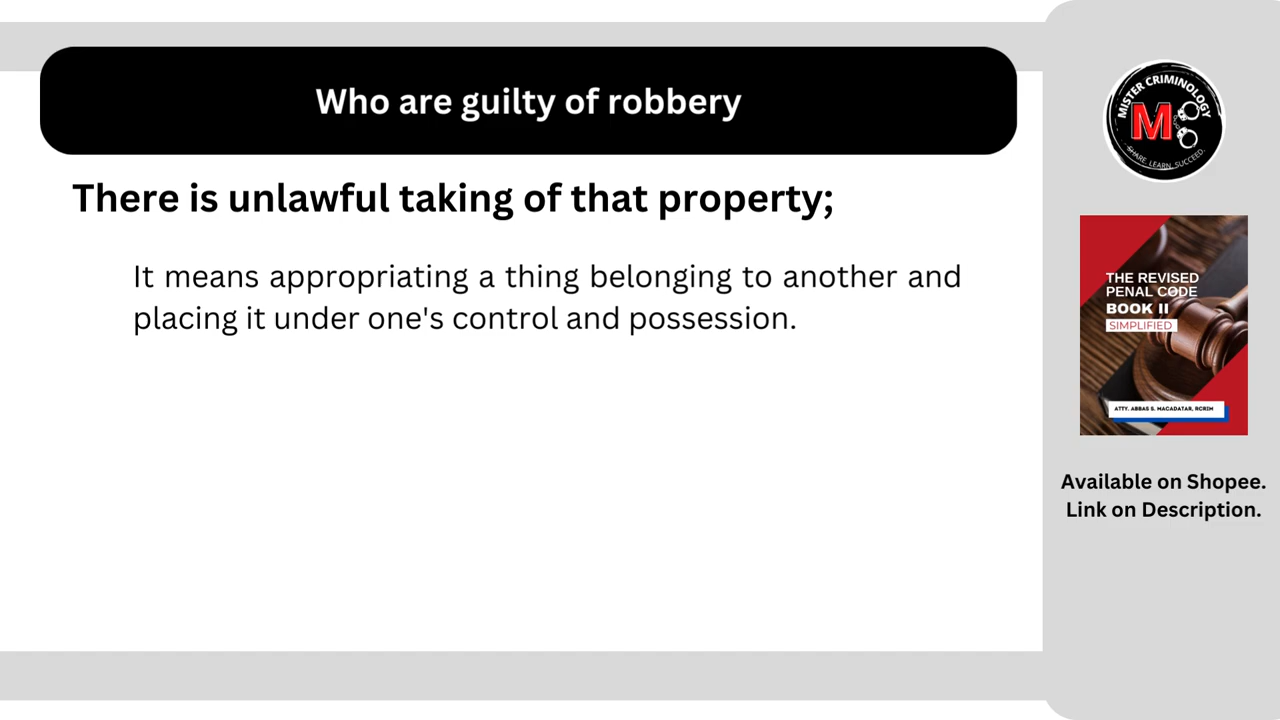 Who are guilty of robbery
There is unlawful taking of that property;
It means appropriating a thing belonging to another and
placing it under one's control and possession.
MISTER CRIMINOLOGY
M
SHARE. LEARN. SUCCEED.
THE REVISED
PENAL CODE
BOOK II
SIMPLIFIED
ATTY. ABBAS S. MACADATAR, RCRIM
Available on Shopee.
Link on Description.